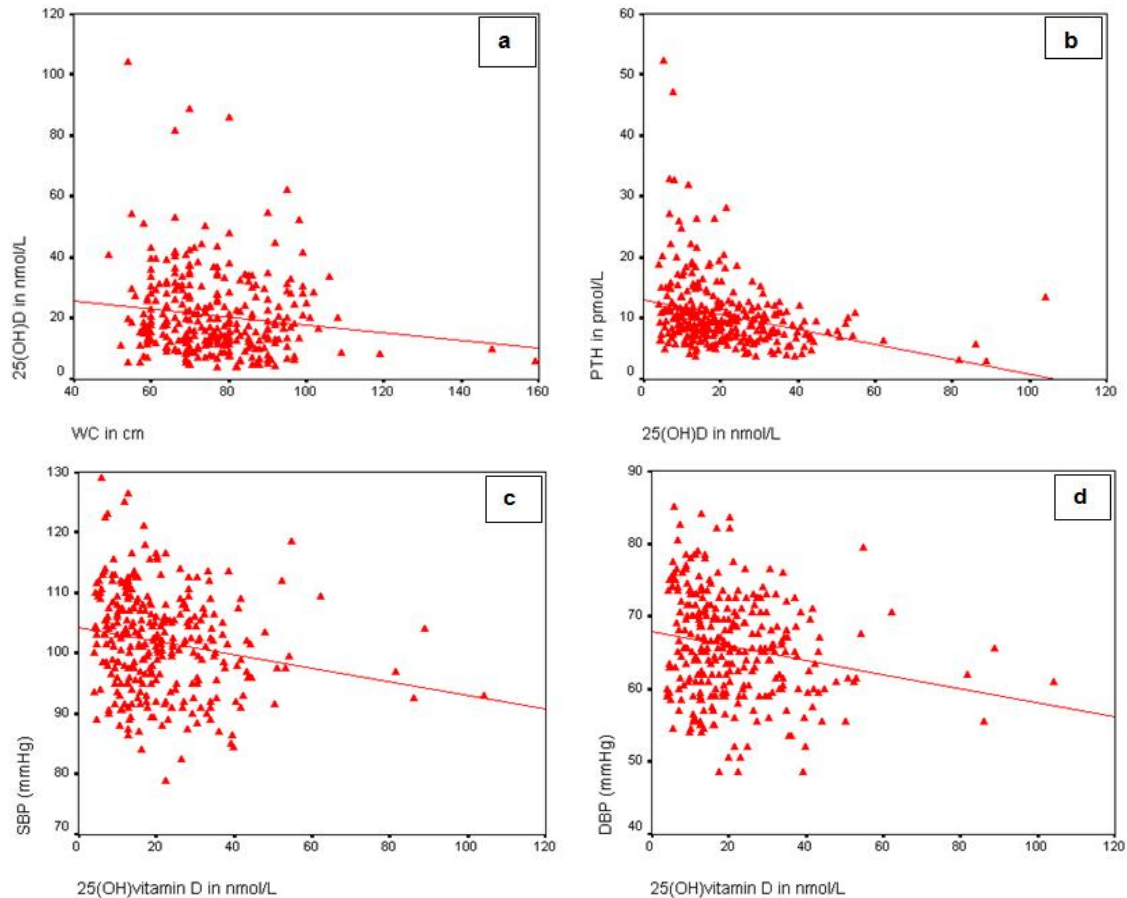 a
120
100
80
60
40
20
0
25(OH)D in nmol/L
40 60 80 100 120 140 160
WC in cm
b
60
50
40
30
20
10
0
PTH in pmol/L
0 20 40 60 80 100 120
25(OH)D in nmol/L
c
130
120
110
100
90
80
70
SBP (mmHg)
0 20 40 60 80 100 120
25(OH)vitamin D in nmol/L
d
90
80
70
60
50
40
DBP (mmHg)
0 20 40 60 80 100 120
25(OH)vitamin D in nmol/L